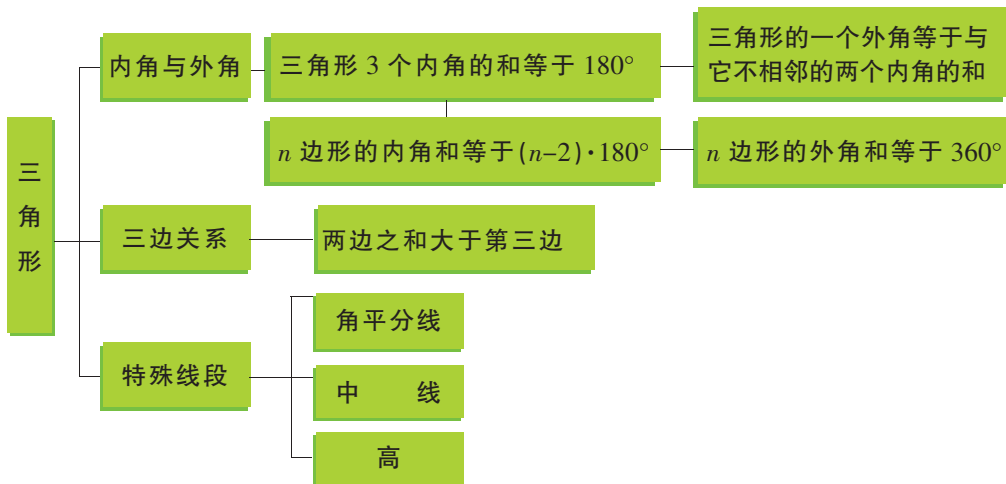 三角形
内角与外角
三角形 3 个内角的和等于 180°
三角形的一个外角等于与
它不相邻的两个内角的和
n 边形的内角和等于(n-2)·180°
n 边形的外角和等于 360°
三边关系
两边之和大于第三边
特殊线段
角平分线
中 线
高